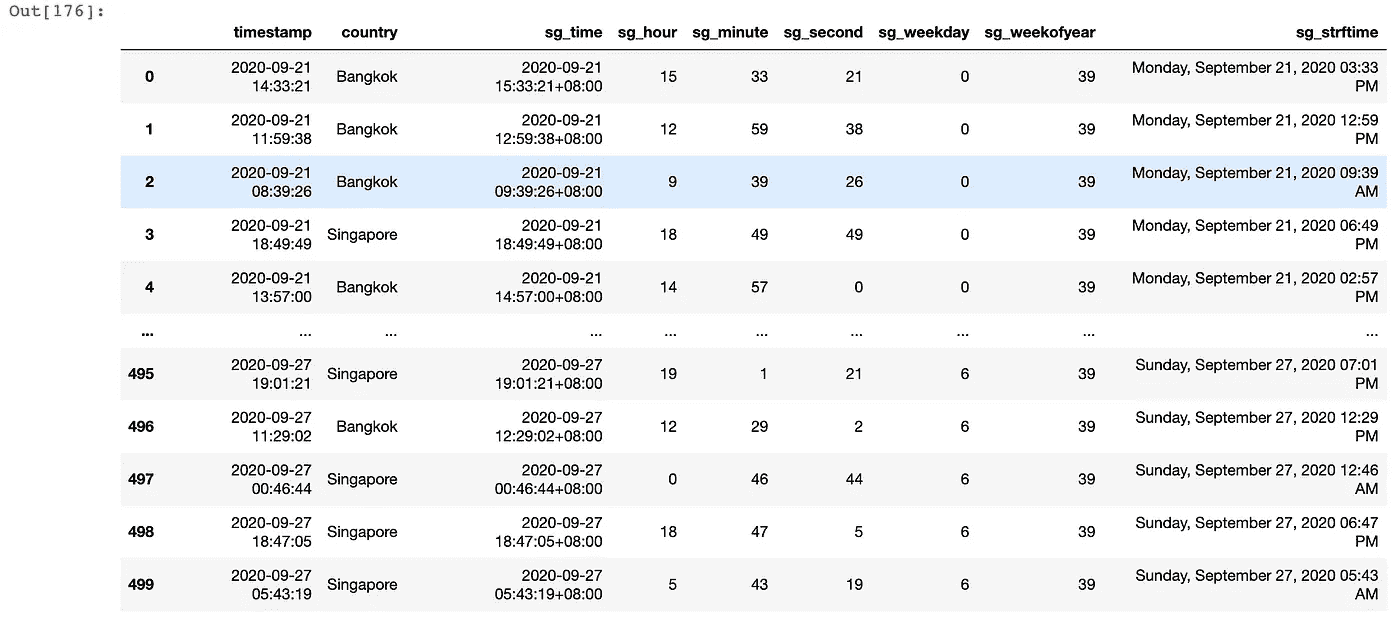 Out[176]:
timestamp country sg_time sg_hour sg_minute sg_second sg_weekday sg_weekofyear sg_strftime
0 2020-09-21 14:33:21 Bangkok 2020-09-21 15:33:21+08:00 15 33 21 0 39 Monday, September 21, 2020 03:33 PM
1 2020-09-21 11:59:38 Bangkok 2020-09-21 12:59:38+08:00 12 59 38 0 39 Monday, September 21, 2020 12:59 PM
2 2020-09-21 08:39:26 Bangkok 2020-09-21 09:39:26+08:00 9 39 26 0 39 Monday, September 21, 2020 09:39 AM
3 2020-09-21 18:49:49 Singapore 2020-09-21 18:49:49+08:00 18 49 49 0 39 Monday, September 21, 2020 06:49 PM
4 2020-09-21 13:57:00 Bangkok 2020-09-21 14:57:00+08:00 14 57 0 0 39 Monday, September 21, 2020 02:57 PM
... ... ... ... ... ... ... ... ... ...
495 2020-09-27 19:01:21 Singapore 2020-09-27 19:01:21+08:00 19 1 21 6 39 Sunday, September 27, 2020 07:01 PM
496 2020-09-27 11:29:02 Bangkok 2020-09-27 12:29:02+08:00 12 29 2 6 39 Sunday, September 27, 2020 12:29 PM
497 2020-09-27 00:46:44 Singapore 2020-09-27 00:46:44+08:00 0 46 44 6 39 Sunday, September 27, 2020 12:46 AM
498 2020-09-27 18:47:05 Singapore 2020-09-27 18:47:05+08:00 18 47 5 6 39 Sunday, September 27, 2020 06:47 PM
499 2020-09-27 05:43:19 Singapore 2020-09-27 05:43:19+08:00 5 43 19 6 39 Sunday, September 27, 2020 05:43 AM